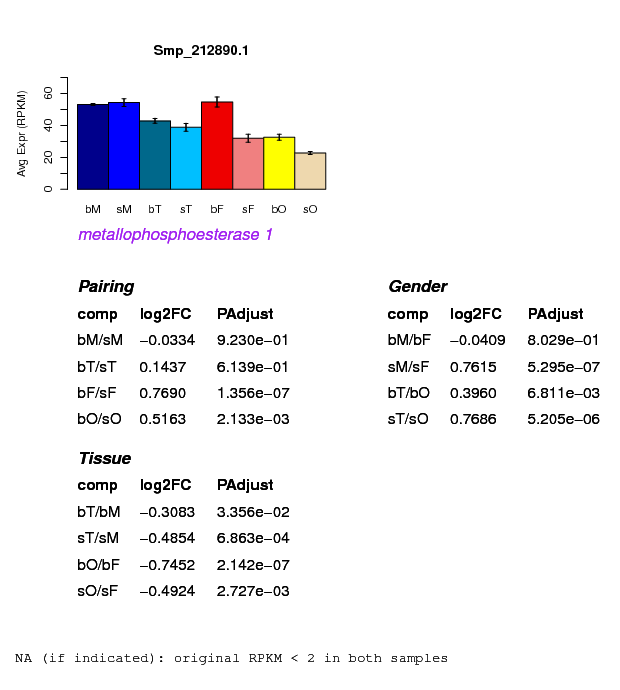 Smp_212890.1
Avg Expr (RPKM)
0 20 40 60
bM sM bT sT bF sF bO sO
metallophosphoesterase 1
Pairing Gender
comp log2FC PAdjust comp log2FC PAdjust
bM/sM −0.0334 9.230e−01 bM/bF −0.0409 8.029e−01
bT/sT 0.1437 6.139e−01 sM/sF 0.7615 5.295e−07
bF/sF 0.7690 1.356e−07 bT/bO 0.3960 6.811e−03
bO/sO 0.5163 2.133e−03 sT/sO 0.7686 5.205e−06
Tissue
comp log2FC PAdjust
bT/bM −0.3083 3.356e−02
sT/sM −0.4854 6.863e−04
bO/bF −0.7452 2.142e−07
sO/sF −0.4924 2.727e−03
NA (if indicated): original RPKM < 2 in both samples